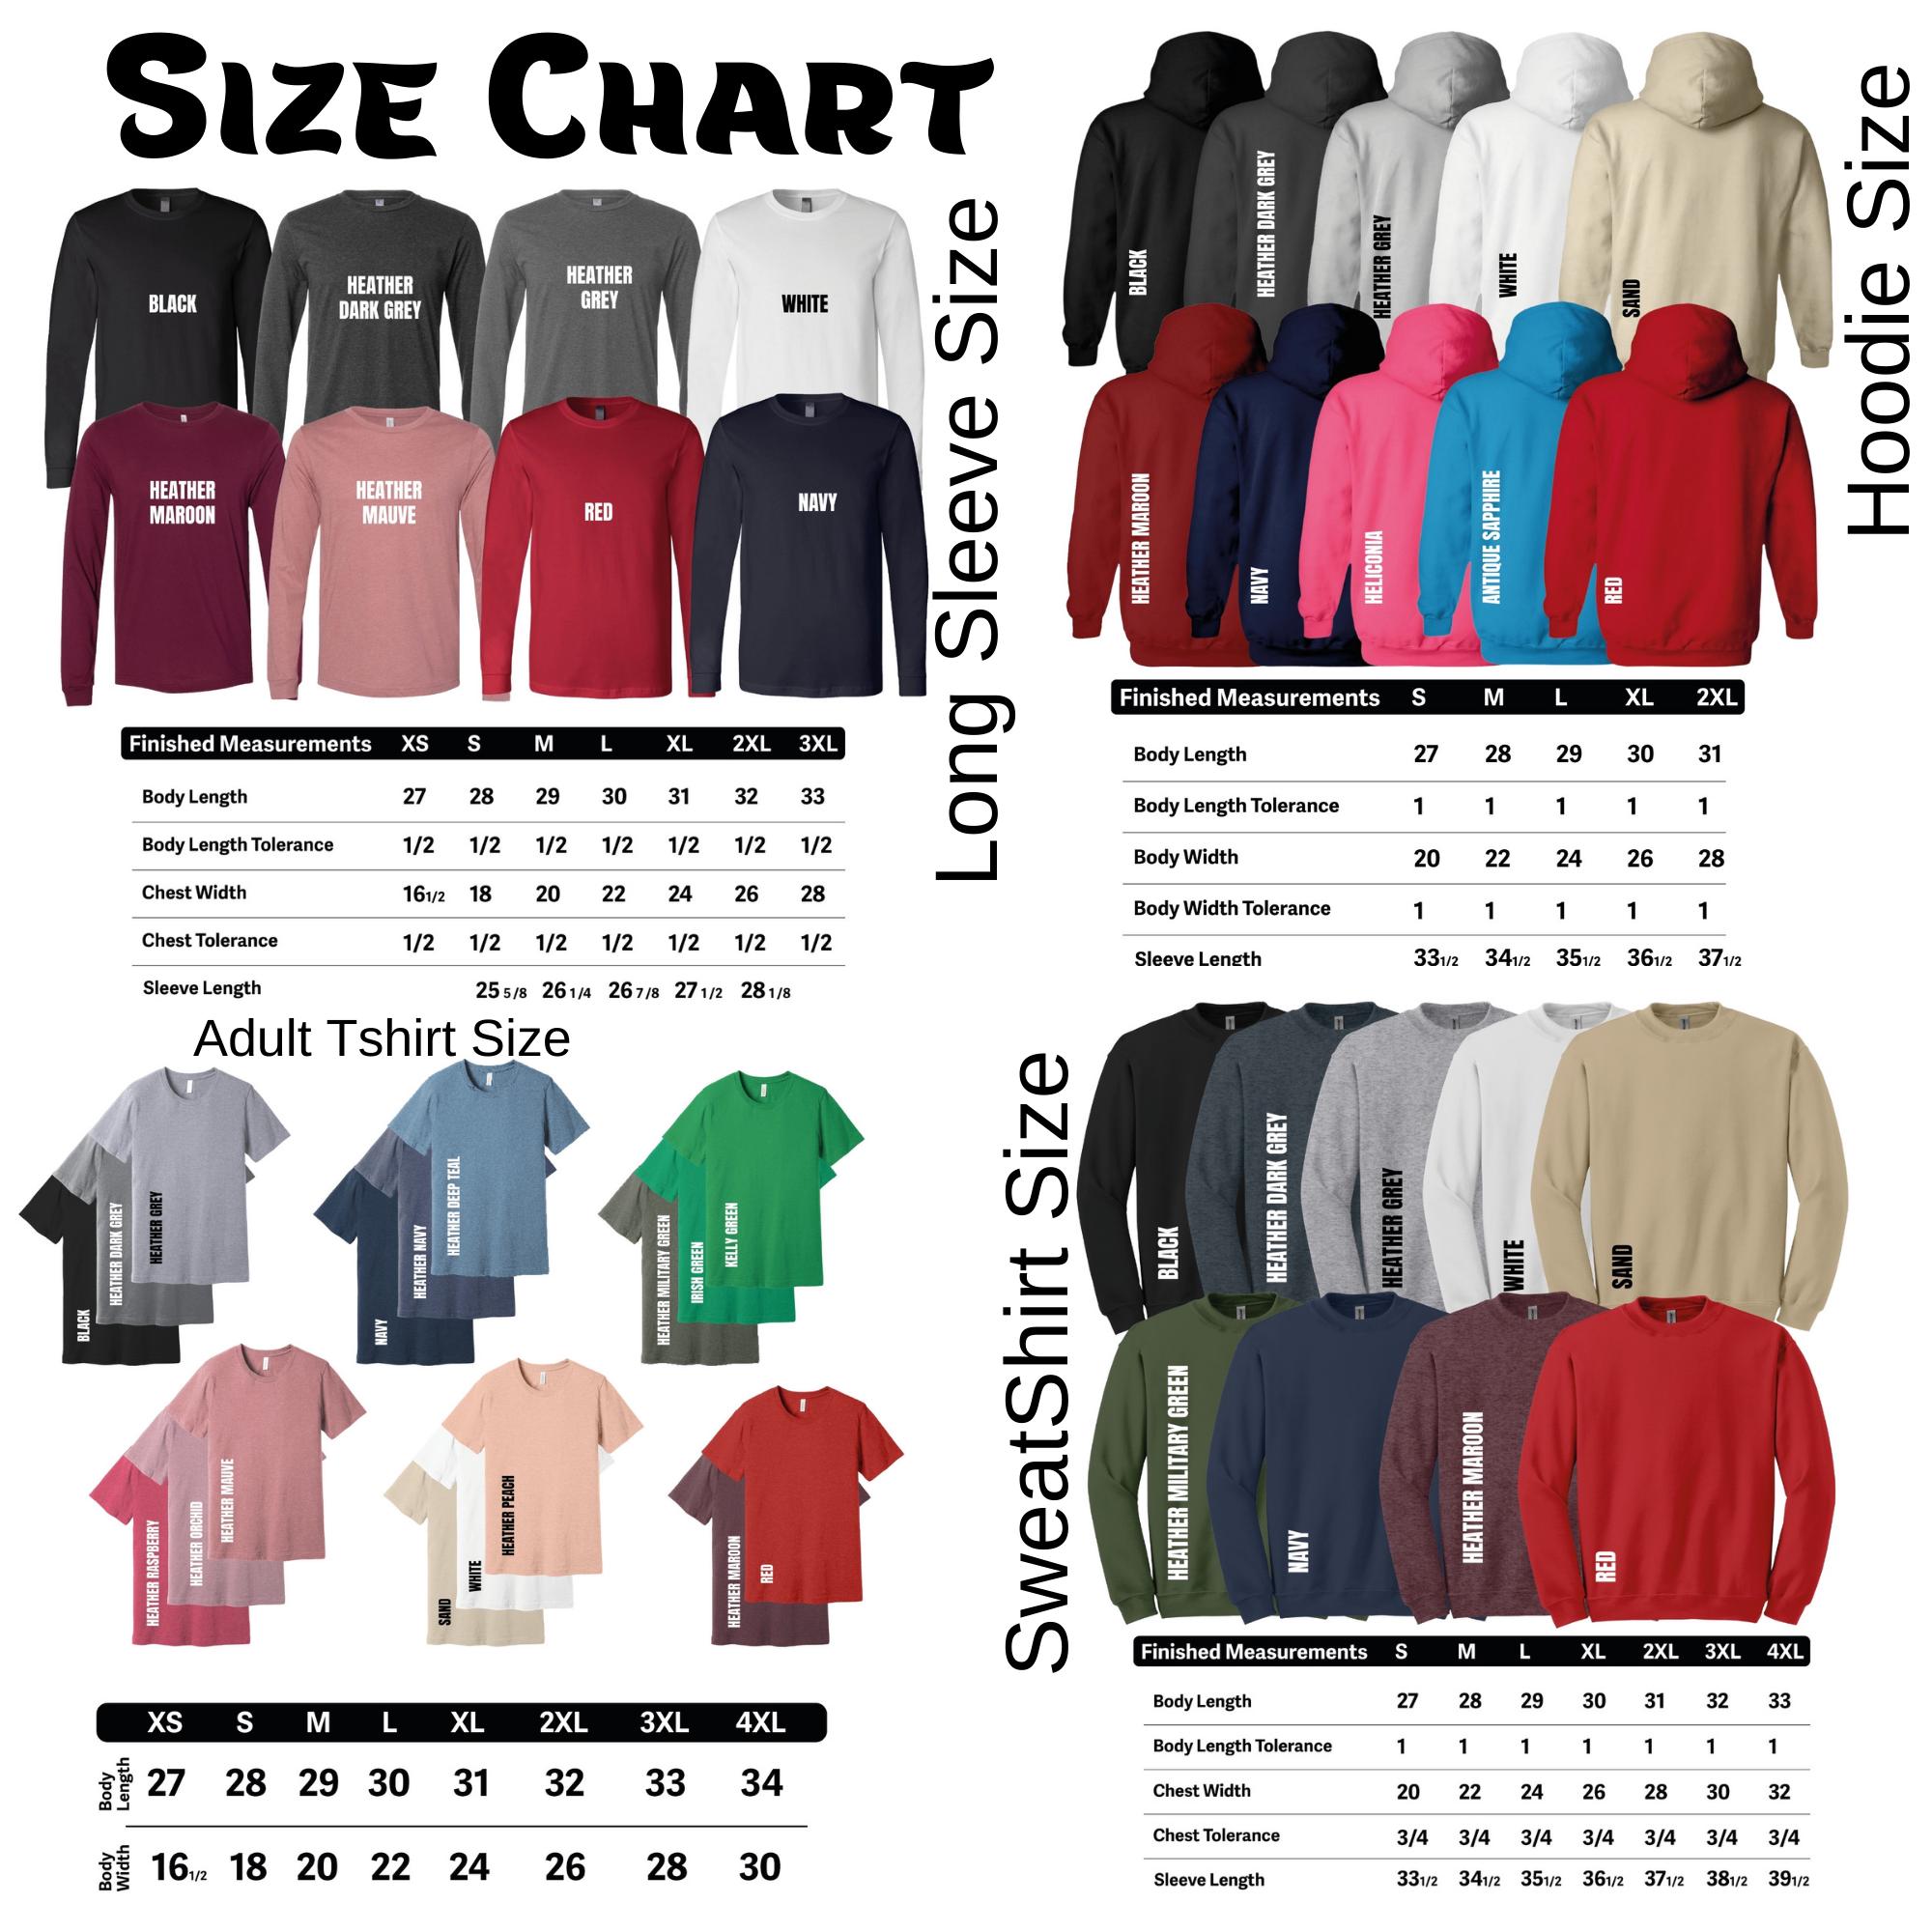 SIZE CHART
BLACK
HEATHER
DARK GREY
HEATHER
GREY
WHITE
HEATHER
MAROON
HEATHER
MAUVE
RED
NAVY
Long Sleeve Size
Finished Measurements XS S M L XL 2XL 3XL
Body Length 27 28 29 30 31 32 33
Body Length Tolerance 1/2 1/2 1/2 1/2 1/2 1/2 1/2
Chest Width 16 1/2 18 20 22 24 26 28
Chest Tolerance 1/2 1/2 1/2 1/2 1/2 1/2 1/2
Sleeve Length 25 5/8 26 1/4 26 7/8 27 1/2 28 1/8
BLACK
HEATHER DARK GREY
HEATHER GREY
WHITE
SAND
HEATHER MAROON
NAVY
HELICONIA
ANTIQUE SAPPHIRE
RED
Hoodie Size
Finished Measurements S M L XL 2XL
Body Length 27 28 29 30 31
Body Length Tolerance 1 1 1 1 1
Body Width 20 22 24 26 28
Body Width Tolerance 1 1 1 1 1
Sleeve Length 33 1/2 34 1/2 35 1/2 36 1/2 37 1/2
Adult Tshirt Size
BLACK
HEATHER DARK GREY
HEATHER GREY
NAVY
HEATHER NAVY
HEATHER DEEP TEAL
HEATHER MILITARY GREEN
IRISH GREEN
KELLY GREEN
HEATHER RASPBERRY
HEATHER ORCHID
HEATHER MAUVE
SAND
WHITE
HEATHER PEACH
HEATHER MAROON
RED
XS S M L XL 2XL 3XL 4XL
Body
Length
27 28 29 30 31 32 33 34
Body
Width
16 1/2 18 20 22 24 26 28 30
SweatShirt Size
BLACK
HEATHER DARK GREY
HEATHER GREY
WHITE
SAND
HEATHER MILITARY GREEN
NAVY
HEATHER MAROON
RED
Finished Measurements S M L XL 2XL 3XL 4XL
Body Length 27 28 29 30 31 32 33
Body Length Tolerance 1 1 1 1 1 1 1
Chest Width 20 22 24 26 28 30 32
Chest Tolerance 3/4 3/4 3/4 3/4 3/4 3/4 3/4
Sleeve Length 33 1/2 34 1/2 35 1/2 36 1/2 37 1/2 38 1/2 39 1/2